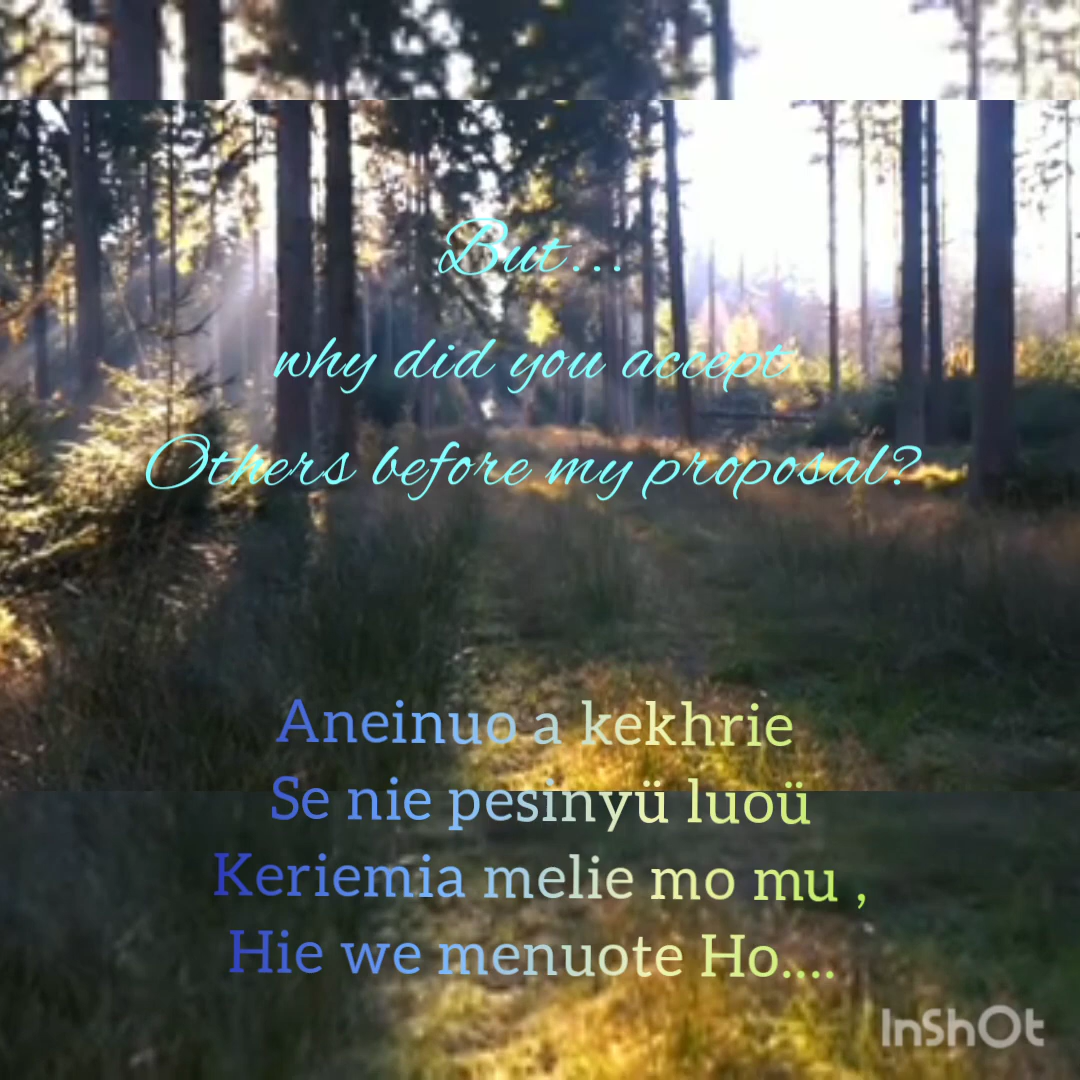 But...
why did you accept
Others before my proposal?
Aneinuo a kekhrie
Se nie pesinyü luoü
Keriemia melie mo mu ,
Hie we menuote Ho....
InShOt